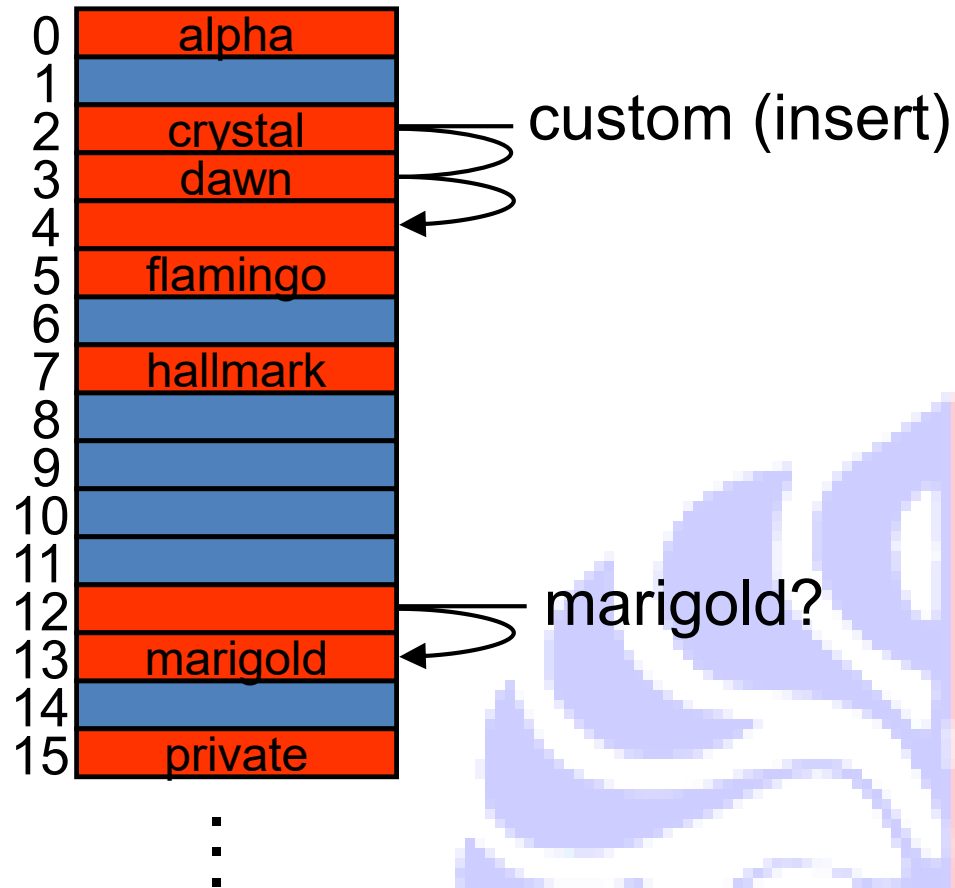 0 alpha
1
2 crystal custom (insert)
3 dawn
4
5 flamingo
6
7 hallmark
8
9
10
11
12 marigold?
13 marigold
14
15 private